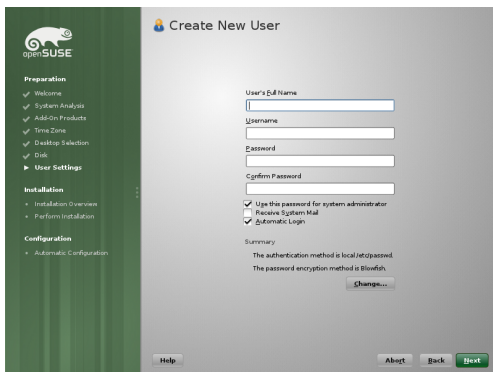 openSUSE
Preparation
Welcome
System Analysis
Add-On Products
Time Zone
Desktop Selection
Disk
User Settings
Installation
Installation Overview
Perform Installation
Configuration
Automatic Configuration
Create New User
User's Full Name
Username
Password
Confirm Password
Use this password for system administrator
Receive System Mail
Automatic Login
Summary
The authentication method is local /etc/passwd.
The password encryption method is Blowfish.
Change...
Help
Abort
Back
Next